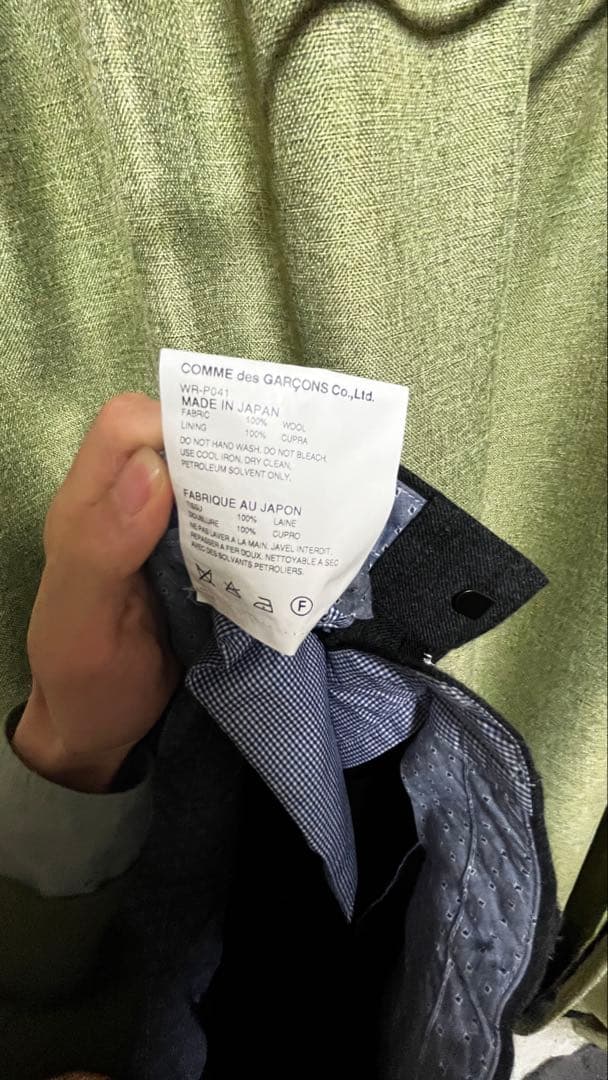 COMME des GARÇONS Co.,Ltd.
WR-P041
MADE IN JAPAN
FABRIC 100% WOOL
LINING 100% CUPRA
DO NOT HAND WASH. DO NOT BLEACH.
USE COOL IRON. DRY CLEAN,
PETROLEUM SOLVENT ONLY.
FABRIQUÉ AU JAPON
TISSU 100% LAINE
DOUBLURE 100% CUPRO
NE PAS LAVER A LA MAIN. JAVEL INTERDIT.
REPASSER A FER DOUX. NETTOYABLE A SEC
AVEC DES SOLVANTS PETROLIERS.
F